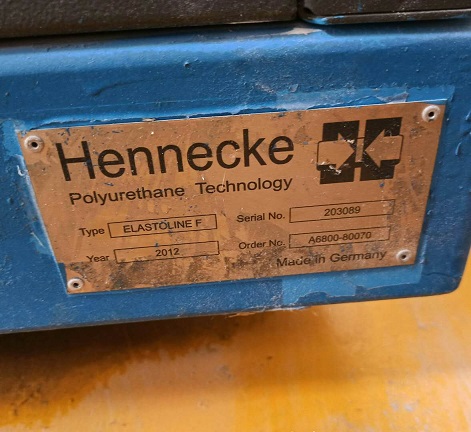 Hennecke
Polyurethane Technology
Type ELASTOLINE F Serial No. 203089
Year 2012 Order No. A6800-80070
Made in Germany